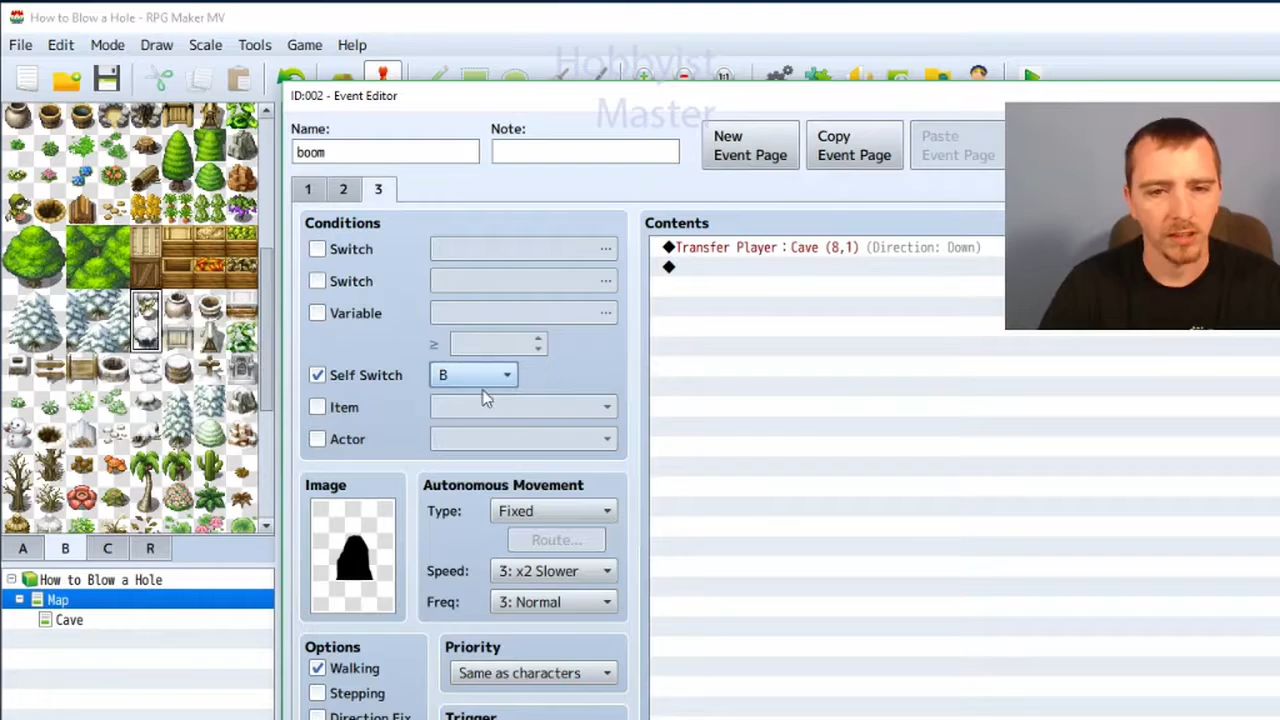 How to Blow a Hole - RPG Maker MV
File Edit Mode Draw Scale Tools Game Help
Hobbyist
Master
ID:002 - Event Editor
Name:
Note:
boom
New
Event Page
Copy
Event Page
Paste
Event Page
1 2 3
Conditions
Switch ...
Switch ...
Variable ...
≥
Self Switch B
Item
Actor
Contents
◆Transfer Player：Cave (8,1) (Direction: Down)
◆
Image
Autonomous Movement
Type: Fixed
Route...
Speed: 3: x2 Slower
Freq: 3: Normal
Options
Walking
Stepping
Direction Fix
Priority
Same as characters
Trigger
A B C R
How to Blow a Hole
Map
Cave